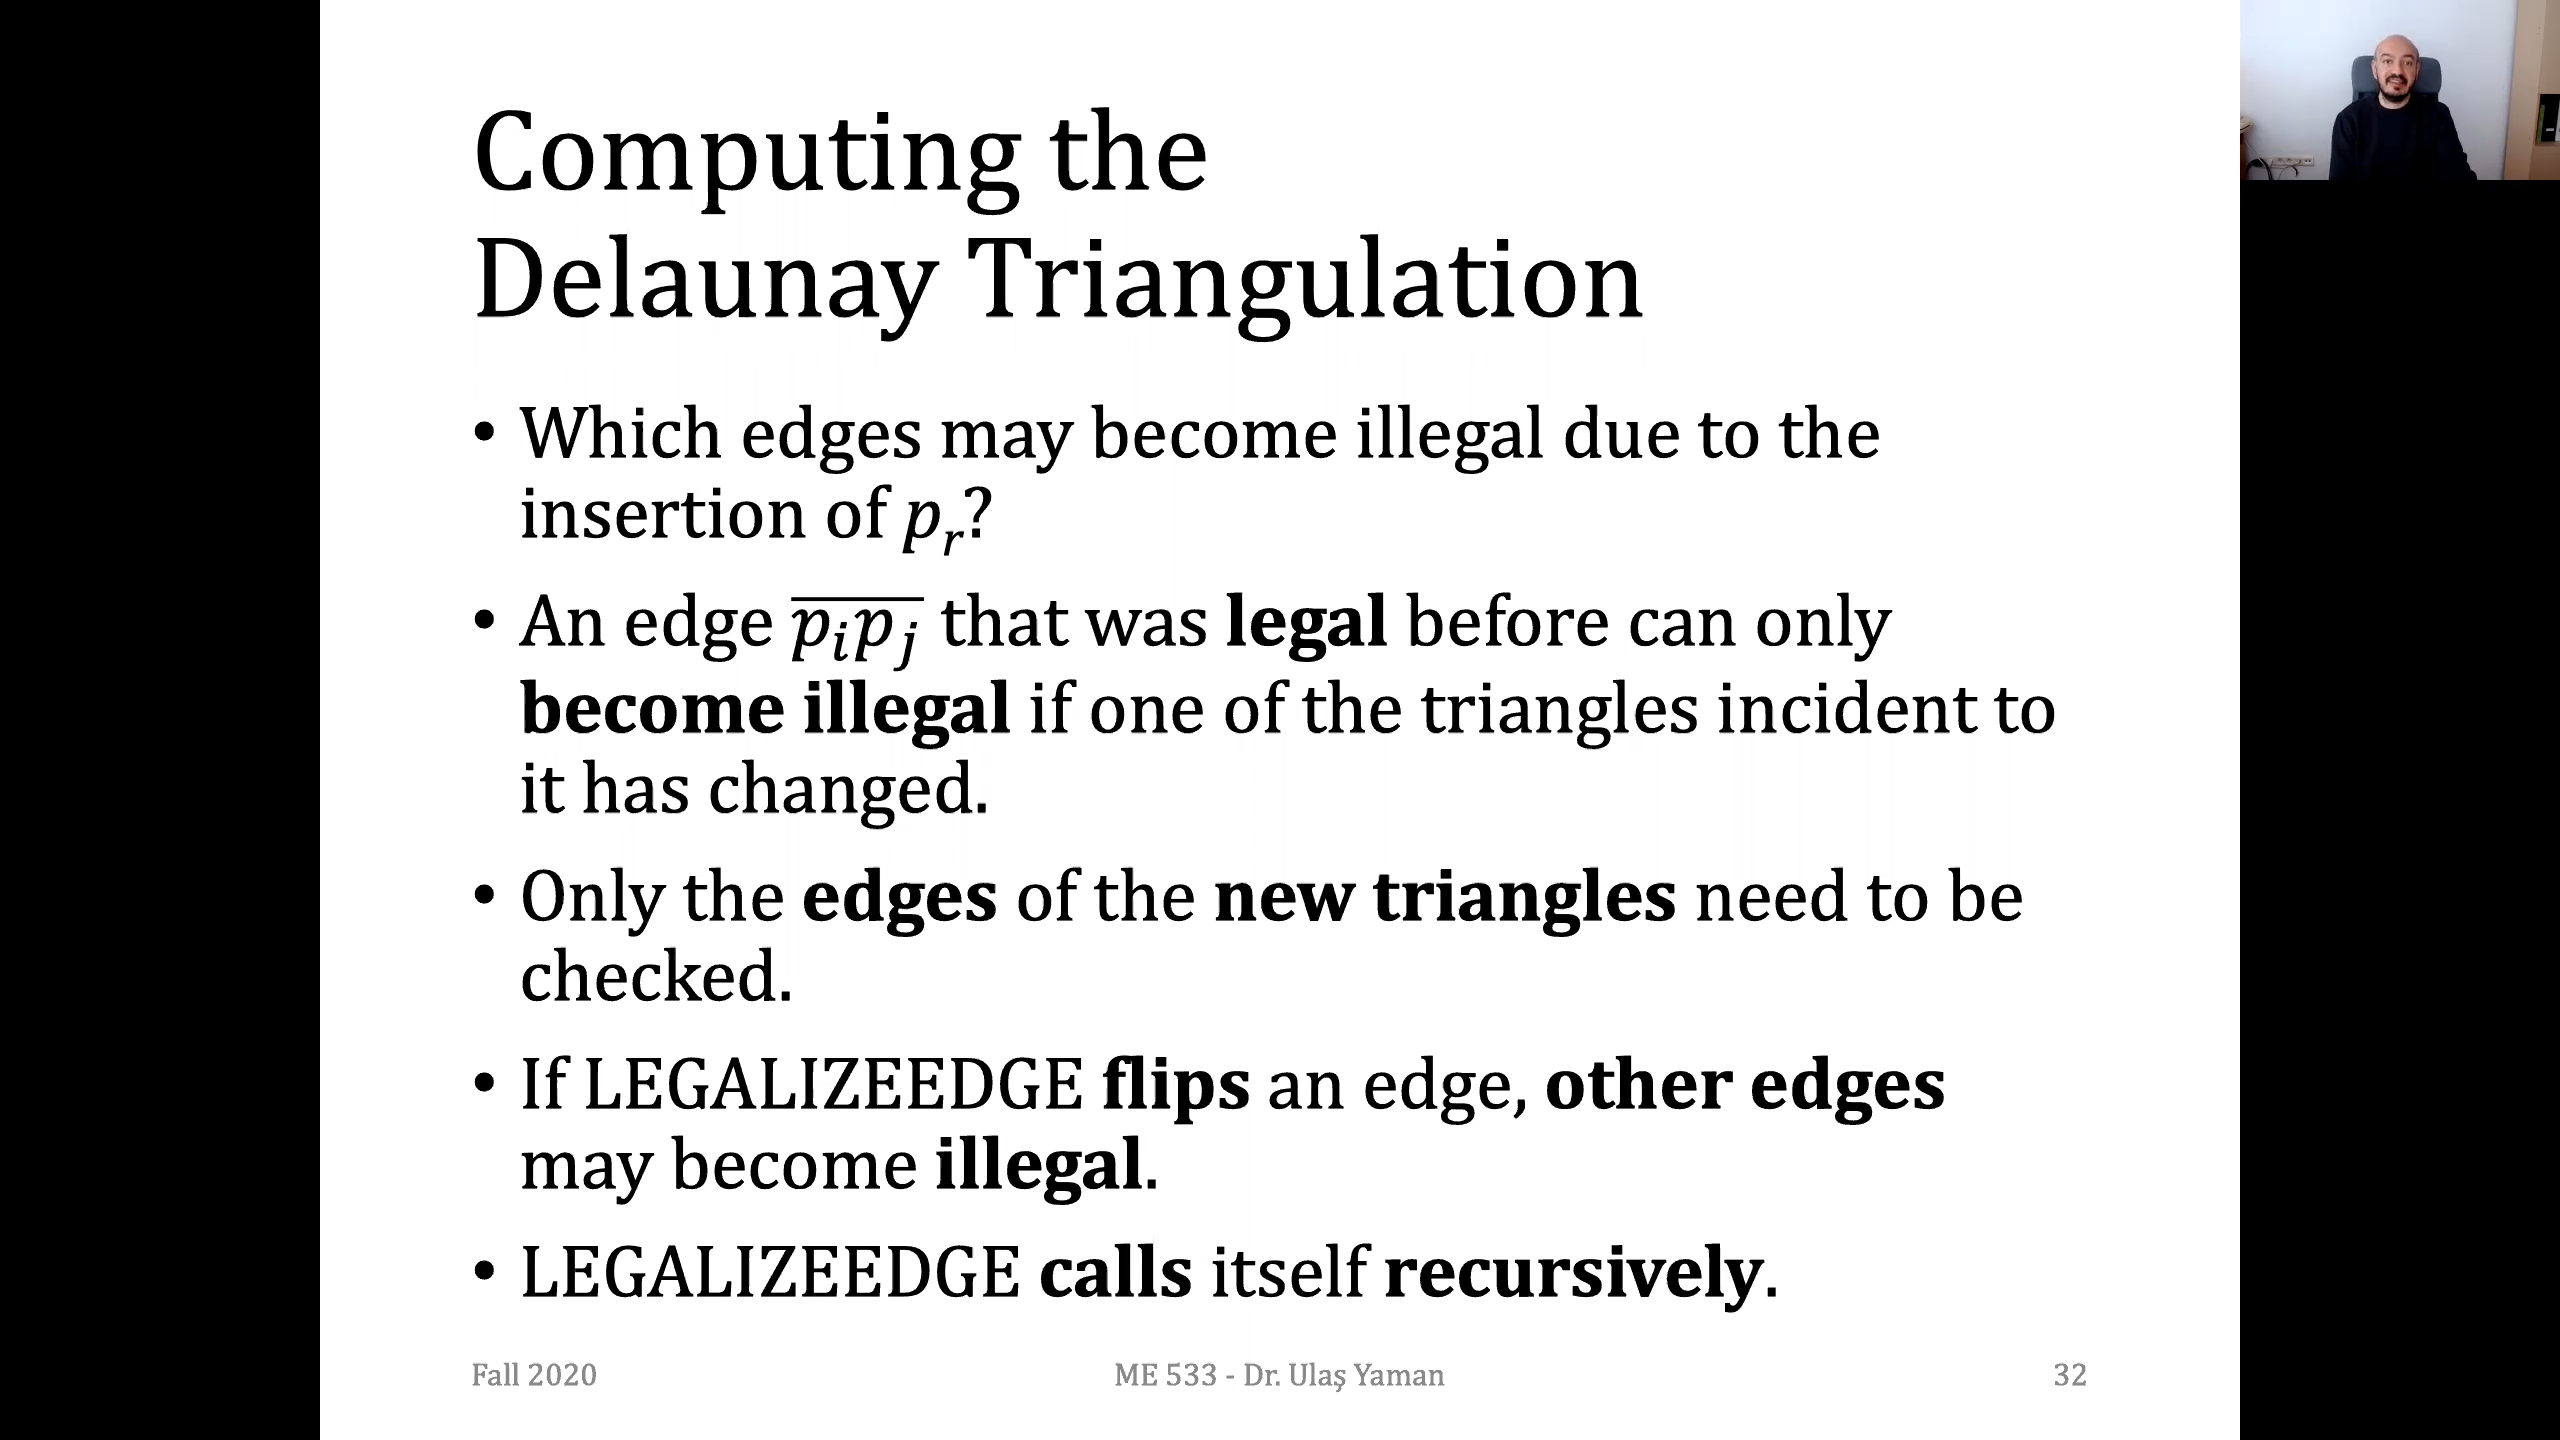 Computing the
Delaunay Triangulation
• Which edges may become illegal due to the
insertion of pᵣ?
• An edge p̅ᵢp̅ⱼ that was legal before can only
become illegal if one of the triangles incident to
it has changed.
• Only the edges of the new triangles need to be
checked.
• If LEGALIZEEDGE flips an edge, other edges
may become illegal.
• LEGALIZEEDGE calls itself recursively.
Fall 2020
ME 533 - Dr. Ulaş Yaman
32